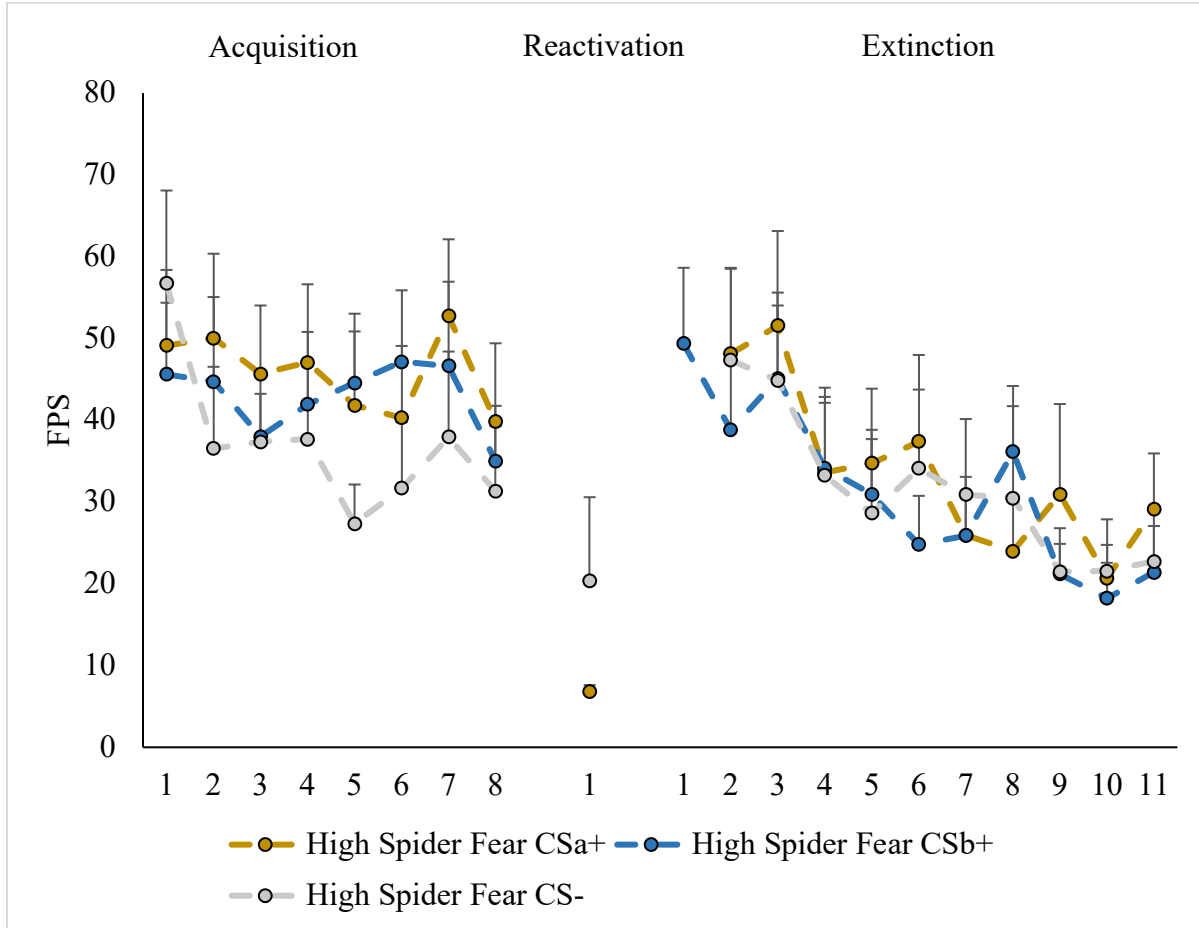 Acquisition Reactivation Extinction
80
70
60
50
40
30
20
10
0
FPS
1 2 3 4 5 6 7 8 1 1 2 3 4 5 6 7 8 9 10 11
High Spider Fear CSa+ High Spider Fear CSb+
High Spider Fear CS-